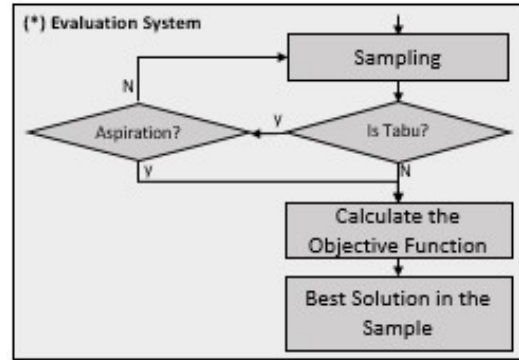 (*) Evaluation System
Sampling
N
y
Aspiration?
Is Tabu?
y
N
Calculate the
Objective Function
Best Solution in the
Sample